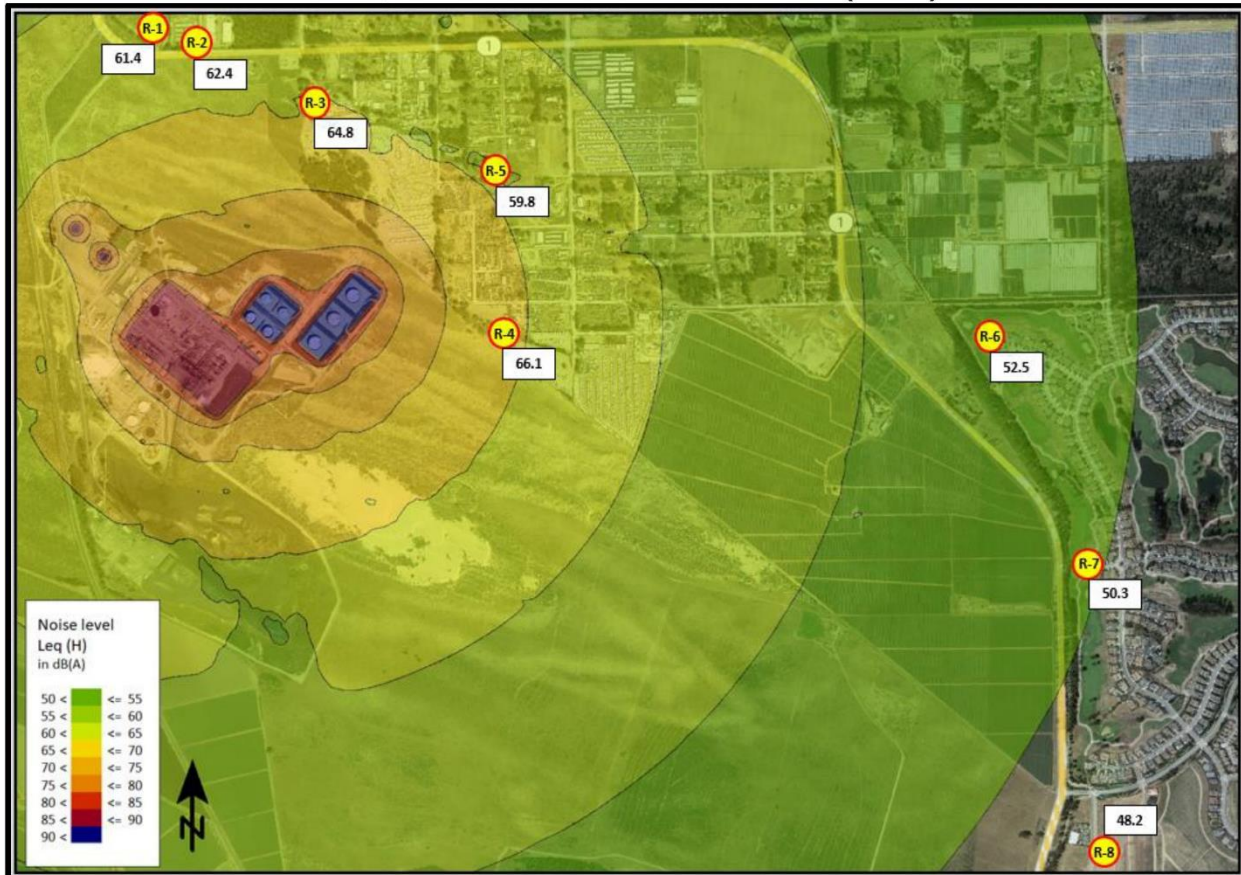 R-1
61.4
R-2
62.4
1
R-3
64.8
R-5
59.8
1
R-4
66.1
R-6
52.5
R-7
50.3
48.2
R-8
Noise level
Leq (H)
in dB(A)
50 < <= 55
55 < <= 60
60 < <= 65
65 < <= 70
70 < <= 75
75 < <= 80
80 < <= 85
85 < <= 90
90 <
N